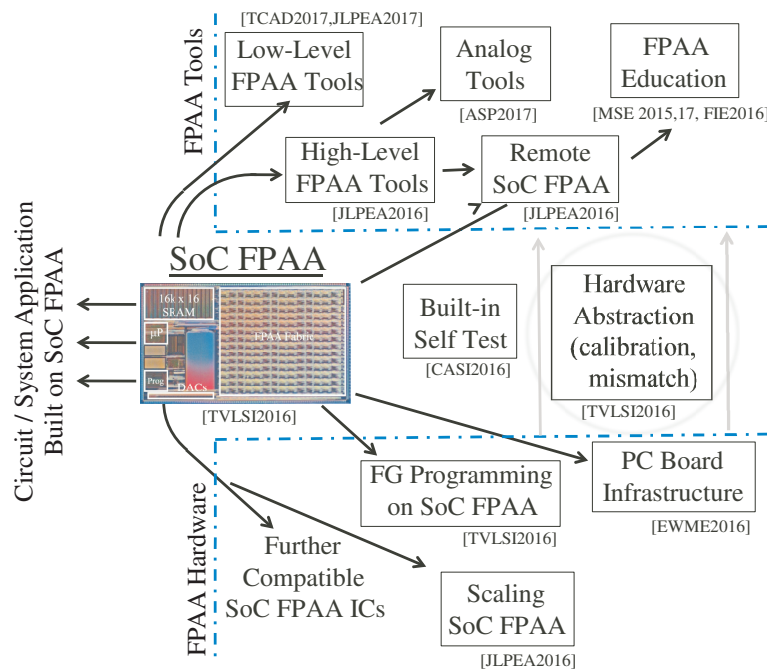 [TCAD2017,JLPEA2017]
Low-Level
FPAA Tools
Analog
Tools
[ASP2017]
FPAA
Education
[MSE 2015,17, FIE2016]
FPAA Tools
High-Level
FPAA Tools
[JLPEA2016]
Remote
SoC FPAA
[JLPEA2016]
SoC FPAA
16k x 16
SRAM
μP
FPAA Fabric
Prog
DACs
[TVLSI2016]
Circuit / System Application
Built on SoC FPAA
Built-in
Self Test
[CASI2016]
Hardware
Abstraction
(calibration,
mismatch)
[TVLSI2016]
FPAA Hardware
FG Programming
on SoC FPAA
[TVLSI2016]
PC Board
Infrastructure
[EWME2016]
Further
Compatible
SoC FPAA ICs
Scaling
SoC FPAA
[JLPEA2016]